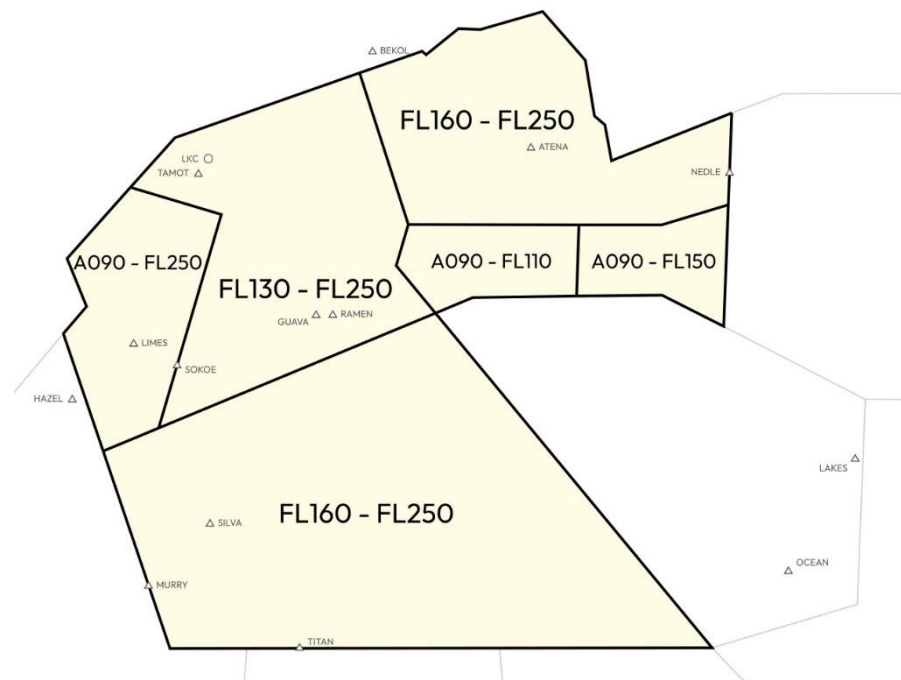 BEKOL
FL160 - FL250
ATENA
LKC
TAMOT
NEDLE
A090 - FL250
A090 - FL110
A090 - FL150
FL130 - FL250
GUAVA
RAMEN
LIMES
SOKOE
HAZEL
LAKES
FL160 - FL250
SILVA
OCEAN
MURRY
TITAN